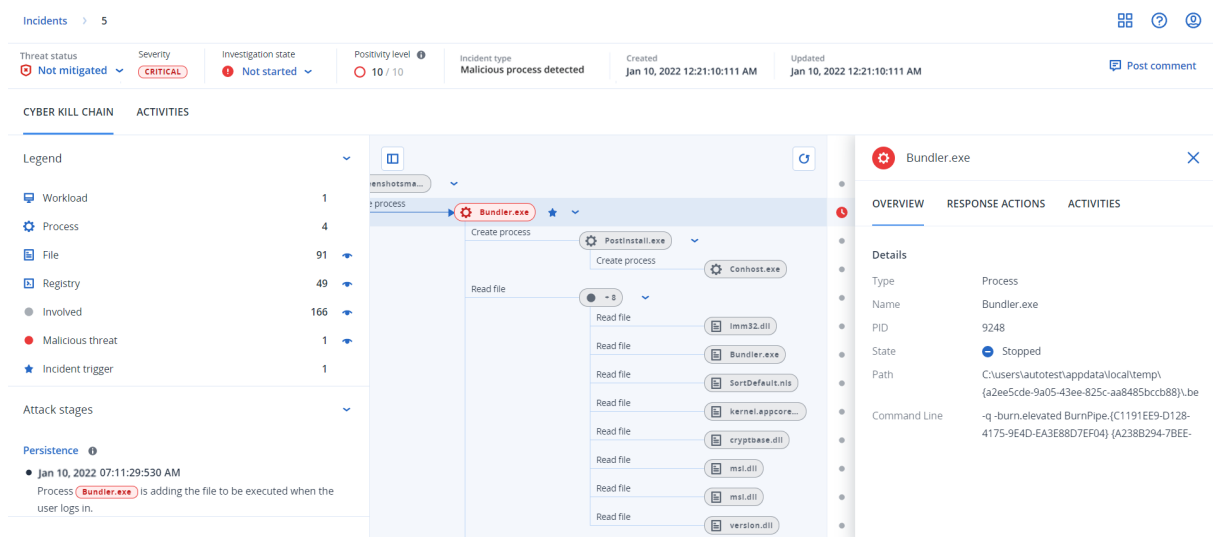 Incidents > 5
Threat status
Not mitigated
Severity
CRITICAL
Investigation state
Not started
Positivity level
10 / 10
Incident type
Malicious process detected
Created
Jan 10, 2022 12:21:10:111 AM
Updated
Jan 10, 2022 12:21:10:111 AM
Post comment
CYBER KILL CHAIN
ACTIVITIES
Legend
Workload 1
Process 4
File 91
Registry 49
Involved 166
Malicious threat 1
Incident trigger 1
Attack stages
Persistence
Jan 10, 2022 07:11:29:530 AM
Process Bundler.exe is adding the file to be executed when the
user logs in.
enshotsma...
e process
Bundler.exe
Create process
PostInstall.exe
Create process
Conhost.exe
Read file
Read file
Imm32.dll
Read file
Bundler.exe
Read file
SortDefault.nls
Read file
kernel.appcore...
Read file
cryptbase.dll
Read file
msi.dll
Read file
msi.dll
Read file
version.dll
Bundler.exe
OVERVIEW
RESPONSE ACTIONS
ACTIVITIES
Details
Type Process
Name Bundler.exe
PID 9248
State Stopped
Path C:\users\autotest\appdata\local\temp\
{a2ee5cde-9a05-43ee-825c-aa8485bccb88}\.be
Command Line -q -burn.elevated BurnPipe.{C1191EE9-D128-
4175-9E4D-EA3E88D7EF04} {A238B294-7BEE-